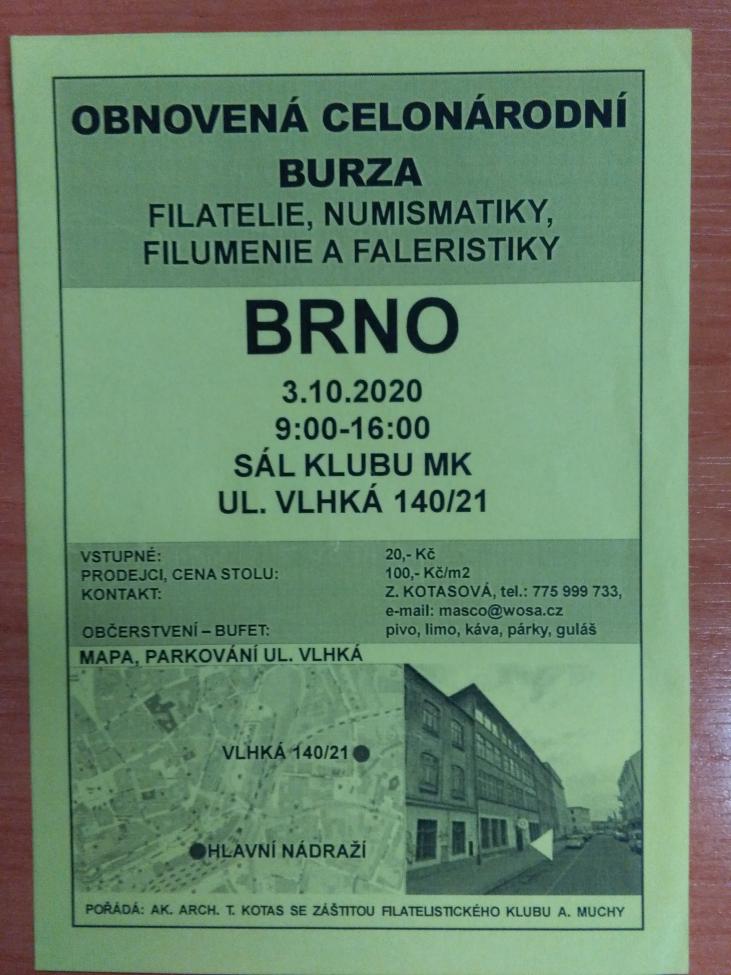 OBNOVENÁ CELONÁRODNÍ
BURZA
FILATELIE, NUMISMATIKY,
FILUMENIE A FALERISTIKY
BRNO
3.10.2020
9:00-16:00
SÁL KLUBU MK
UL. VLHKÁ 140/21
VSTUPNÉ: 20,- Kč
PRODEJCI, CENA STOLU: 100,- Kč/m2
KONTAKT: Z. KOTASOVÁ, tel.: 775 999 733,
e-mail: masco@wosa.cz
OBČERSTVENÍ – BUFET: pivo, limo, káva, párky, guláš
MAPA, PARKOVÁNÍ UL. VLHKÁ
VLHKÁ 140/21
HLAVNÍ NÁDRAŽÍ
POŘÁDÁ: AK. ARCH. T. KOTAS SE ZÁŠTITOU FILATELISTICKÉHO KLUBU A. MUCHY